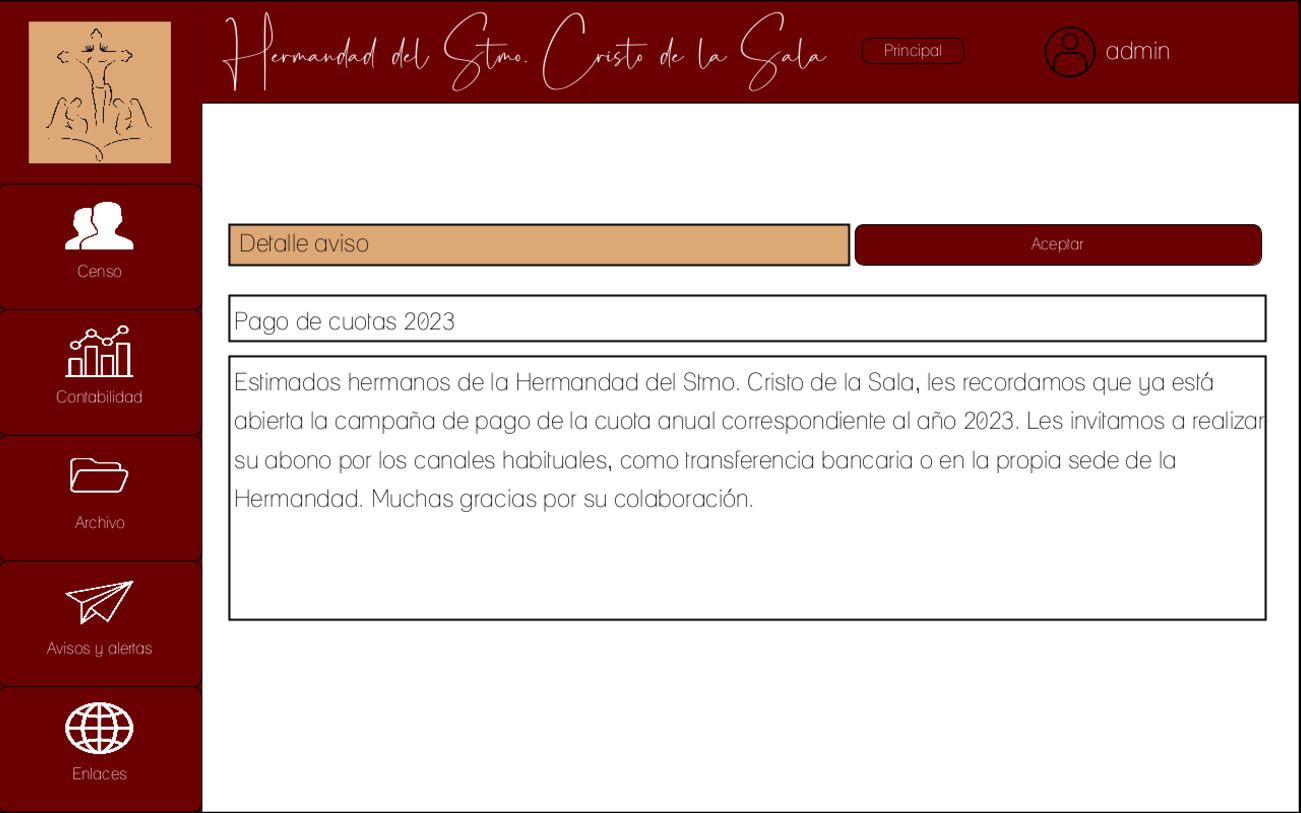 Hermandad del Stmo. Cristo de la Sala
Principal
admin
Censo
Contabilidad
Archivo
Avisos y alertas
Enlaces
Detalle aviso
Aceptar
Pago de cuotas 2023
Estimados hermanos de la Hermandad del Stmo. Cristo de la Sala, les recordamos que ya está
abierta la campaña de pago de la cuota anual correspondiente al año 2023. Les invitamos a realizar
su abono por los canales habituales, como transferencia bancaria o en la propia sede de la
Hermandad. Muchas gracias por su colaboración.